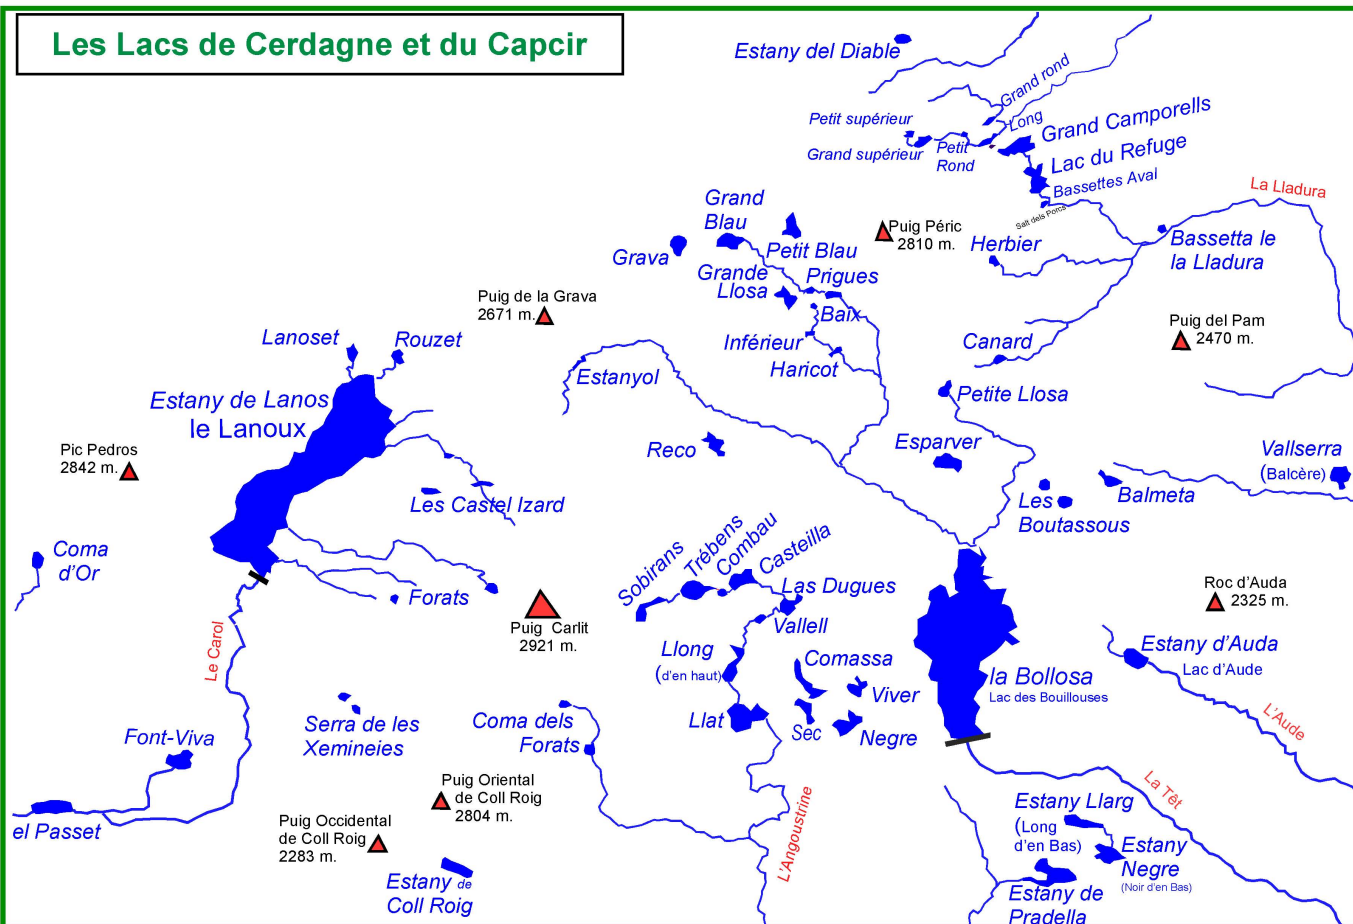 Les Lacs de Cerdagne et du Capcir
Estany del Diable
Grand rond
Petit supérieur
Long
Grand Camporells
Grand supérieur
Petit
Rond
Lac du Refuge
Bassettes Aval
Salt dels Porcs
La Lladura
Grand
Blau
Petit Blau
Puig Péric
2810 m.
Herbier
Bassetta le
la Lladura
Grava
Grande
Llosa
Prigues
Baix
Puig de la Grava
2671 m.
Inférieur
Haricot
Canard
Puig del Pam
2470 m.
Lanoset
Rouzet
Estanyol
Petite Llosa
Estany de Lanos
le Lanoux
Pic Pedros
2842 m.
Reco
Esparver
Vallserra
(Balcère)
Les Castel Izard
Les
Boutassous
Balmeta
Coma
d'Or
Sobirans
Trébens
Combau
Casteilla
Las Dugues
Vallell
Forats
Puig Carlit
2921 m.
Roc d'Auda
2325 m.
Le Carol
Llong
(d'en haut)
Comassa
Viver
la Bollosa
Lac des Bouillouses
Estany d'Auda
Lac d'Aude
Serra de les
Xemineies
Coma dels
Forats
Llat
Sec
Negre
L'Aude
Font-Viva
el Passet
Puig Oriental
de Coll Roig
2804 m.
Puig Occidental
de Coll Roig
2283 m.
Estany de
Coll Roig
L'Angoustrine
La Têt
Estany Llarg
(Long
d'en Bas)
Estany
Negre
(Noir d'en Bas)
Estany de
Pradella